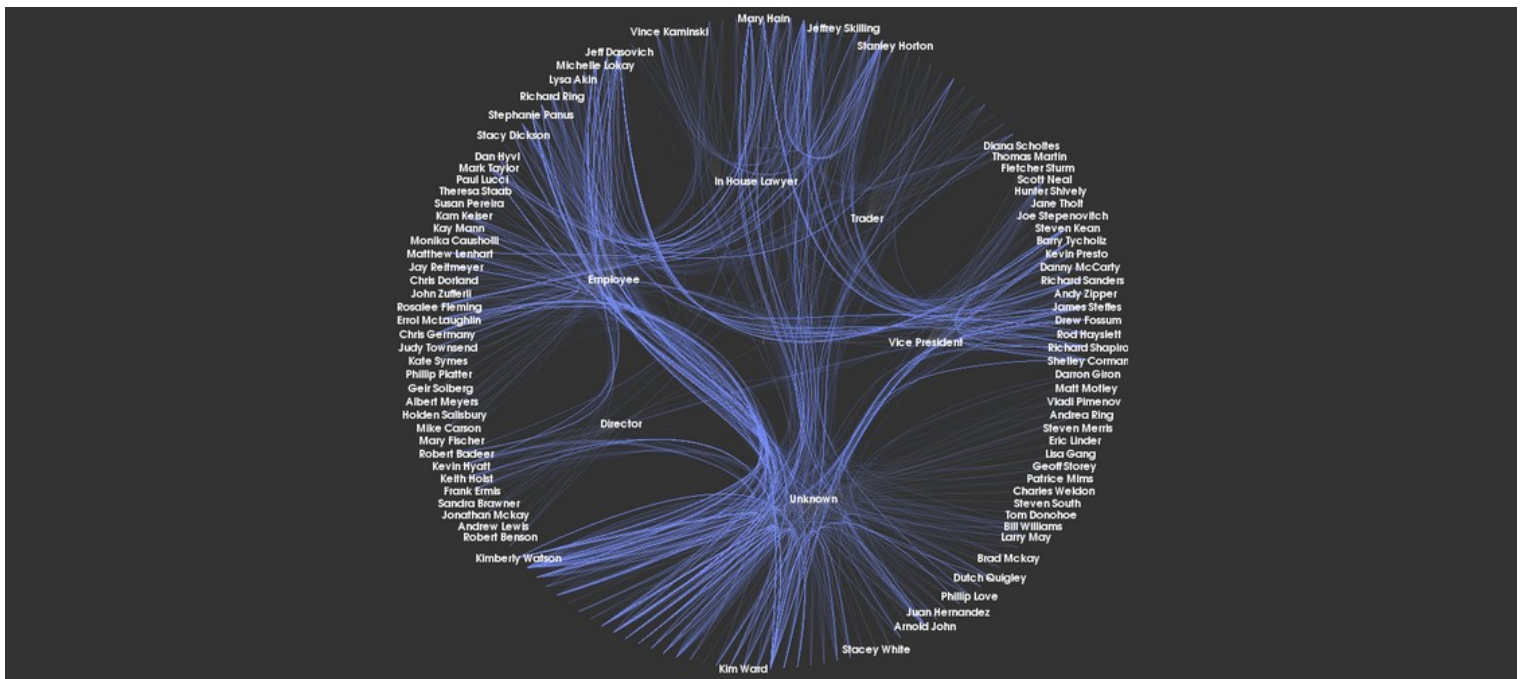 Mary Hain
Jeffrey Skilling
Vince Kaminski
Stanley Horton
Jeff Dasovich
Michelle Lokay
Lysa Akin
Richard Ring
Stephanie Panus
Stacy Dickson
Diana Scholtes
Dan Hyvl
Thomas Martin
Mark Taylor
Fletcher Sturm
Paul Lucci
Scott Neal
In House Lawyer
Theresa Staab
Hunter Shively
Susan Pereira
Jane Tholt
Kam Keiser
Joe Stepenovitch
Trader
Kay Mann
Steven Kean
Monika Causholli
Barry Tycholiz
Matthew Lenhart
Kevin Presto
Jay Reitmeyer
Danny McCarty
Chris Dorland
Richard Sanders
Employee
John Zufferli
Andy Zipper
Rosalee Fleming
James Steffes
Errol McLaughlin
Drew Fossum
Chris Germany
Rod Hayslett
Vice President
Judy Townsend
Richard Shapiro
Kate Symes
Shelley Corman
Phillip Platter
Darron Giron
Geir Solberg
Matt Motley
Albert Meyers
Vladi Pimenov
Holden Salisbury
Andrea Ring
Director
Mike Carson
Steven Merris
Mary Fischer
Eric Linder
Robert Badeer
Lisa Gang
Kevin Hyatt
Geoff Storey
Keith Holst
Patrice Mims
Frank Ermis
Charles Weldon
Unknown
Sandra Brawner
Steven South
Jonathan Mckay
Tom Donohoe
Andrew Lewis
Bill Williams
Robert Benson
Larry May
Kimberly Watson
Brad Mckay
Dutch Quigley
Phillip Love
Juan Hernandez
Arnold John
Stacey White
Kim Ward